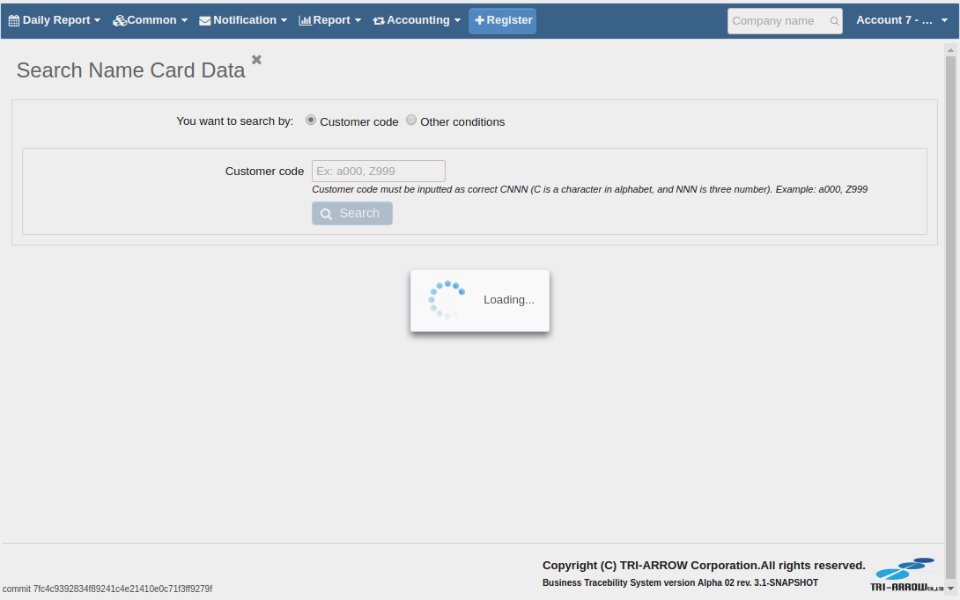 Daily Report Common Notification Report Accounting Register Company name Account 7 - ...
Search Name Card Data
You want to search by: Customer code Other conditions
Customer code Ex: a000, Z999
Customer code must be inputted as correct CNNN (C is a character in alphabet, and NNN is three number). Example: a000, Z999
Search
Loading...
Copyright (C) TRI-ARROW Corporation.All rights reserved.
Business Tracebility System version Alpha 02 rev. 3.1-SNAPSHOT
TRI-ARROW CO.,LTD
commit 7fc4c9392834f89241c4e21410e0c71f3ff9279f